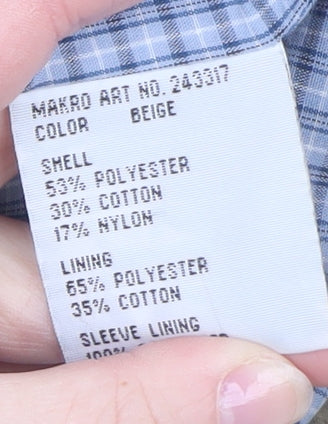 MAKRO ART NO. 243317
COLOR BEIGE
SHELL
53% POLYESTER
30% COTTON
17% NYLON
LINING
65% POLYESTER
35% COTTON
SLEEVE LINING
100%